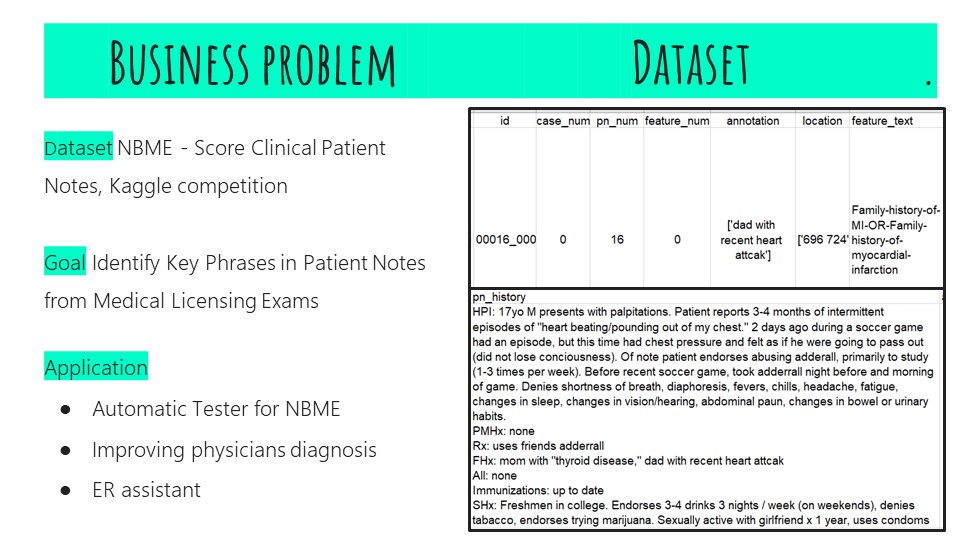 Business problem
Dataset
.
Dataset NBME - Score Clinical Patient
Notes, Kaggle competition
Goal Identify Key Phrases in Patient Notes
from Medical Licensing Exams
Application
● Automatic Tester for NBME
● Improving physicians diagnosis
● ER assistant
id case_num pn_num feature_num annotation location feature_text
00016_000 0 16 0
['dad with
recent heart
attcak']
['696 724'
Family-history-of-
MI-OR-Family-
history-of-
myocardial-
infarction
pn_history
HPI: 17yo M presents with palpitations. Patient reports 3-4 months of intermittent
episodes of "heart beating/pounding out of my chest." 2 days ago during a soccer game
had an episode, but this time had chest pressure and felt as if he were going to pass out
(did not lose conciousness). Of note patient endorses abusing adderall, primarily to study
(1-3 times per week). Before recent soccer game, took adderrall night before and morning
of game. Denies shortness of breath, diaphoresis, fevers, chills, headache, fatigue,
changes in sleep, changes in vision/hearing, abdominal paun, changes in bowel or urinary
habits.
PMHx: none
Rx: uses friends adderrall
FHx: mom with "thyroid disease," dad with recent heart attcak
All: none
Immunizations: up to date
SHx: Freshmen in college. Endorses 3-4 drinks 3 nights / week (on weekends), denies
tabacco, endorses trying marijuana. Sexually active with girlfriend x 1 year, uses condoms